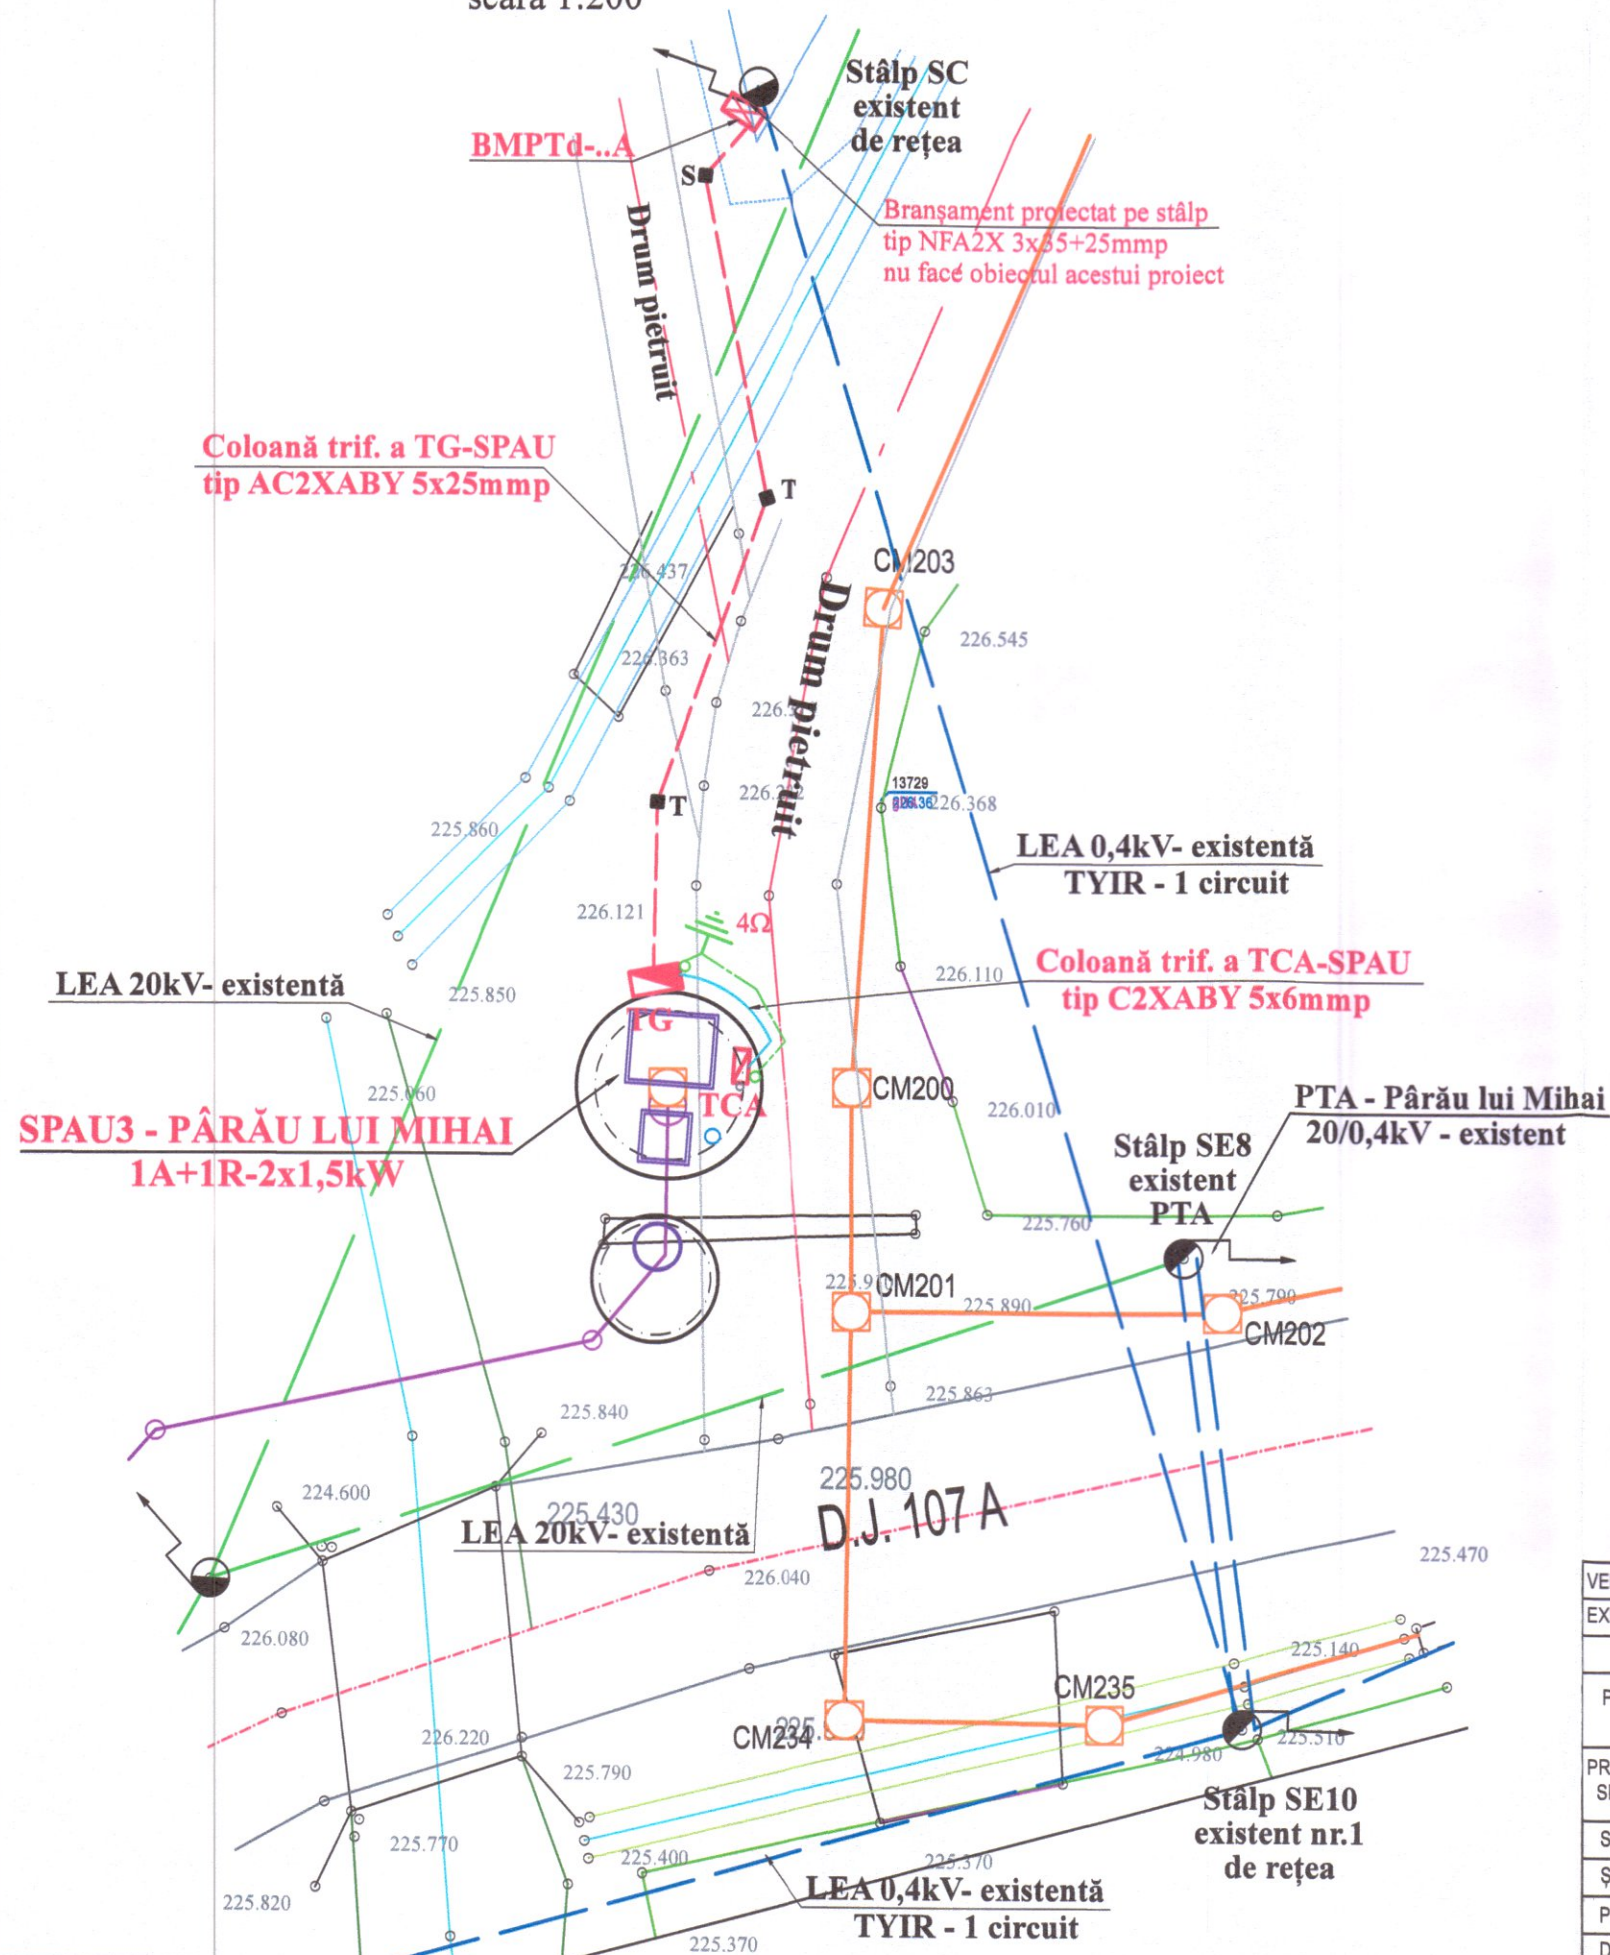 scara 1:200
Stâlp SC
existent
de rețea
BMPTd-..A
S
Branșament proiectat pe stâlp
tip NFA2X 3x35+25mmp
nu face obiectul acestui proiect
Drum pietruit
Coloană trif. a TG-SPAU
tip AC2XABY 5x25mmp
T
CM203
226.437
226.545
226.363
Drum pietruit
13729
226.368
T
225.860
LEA 0,4kV- existentă
TYIR - 1 circuit
226.121
4Ω
226.110
Coloană trif. a TCA-SPAU
tip C2XABY 5x6mmp
LEA 20kV- existentă
225.850
TG
225.060
CM200
TCA
226.010
PTA - Pârău lui Mihai
20/0,4kV - existent
SPAU3 - PÂRĂU LUI MIHAI
1A+1R-2x1,5kW
Stâlp SE8
existent
PTA
225.760
CM201
225.890
225.790
CM202
225.863
225.840
225.980
224.600
225.430
LEA 20kV- existentă
D.J. 107 A
226.040
225.470
226.080
225.140
CM235
226.220
CM234
225.510
224.980
225.790
Stâlp SE10
existent nr.1
de rețea
225.770
225.400
225.370
LEA 0,4kV- existentă
TYIR - 1 circuit
225.820
225.370